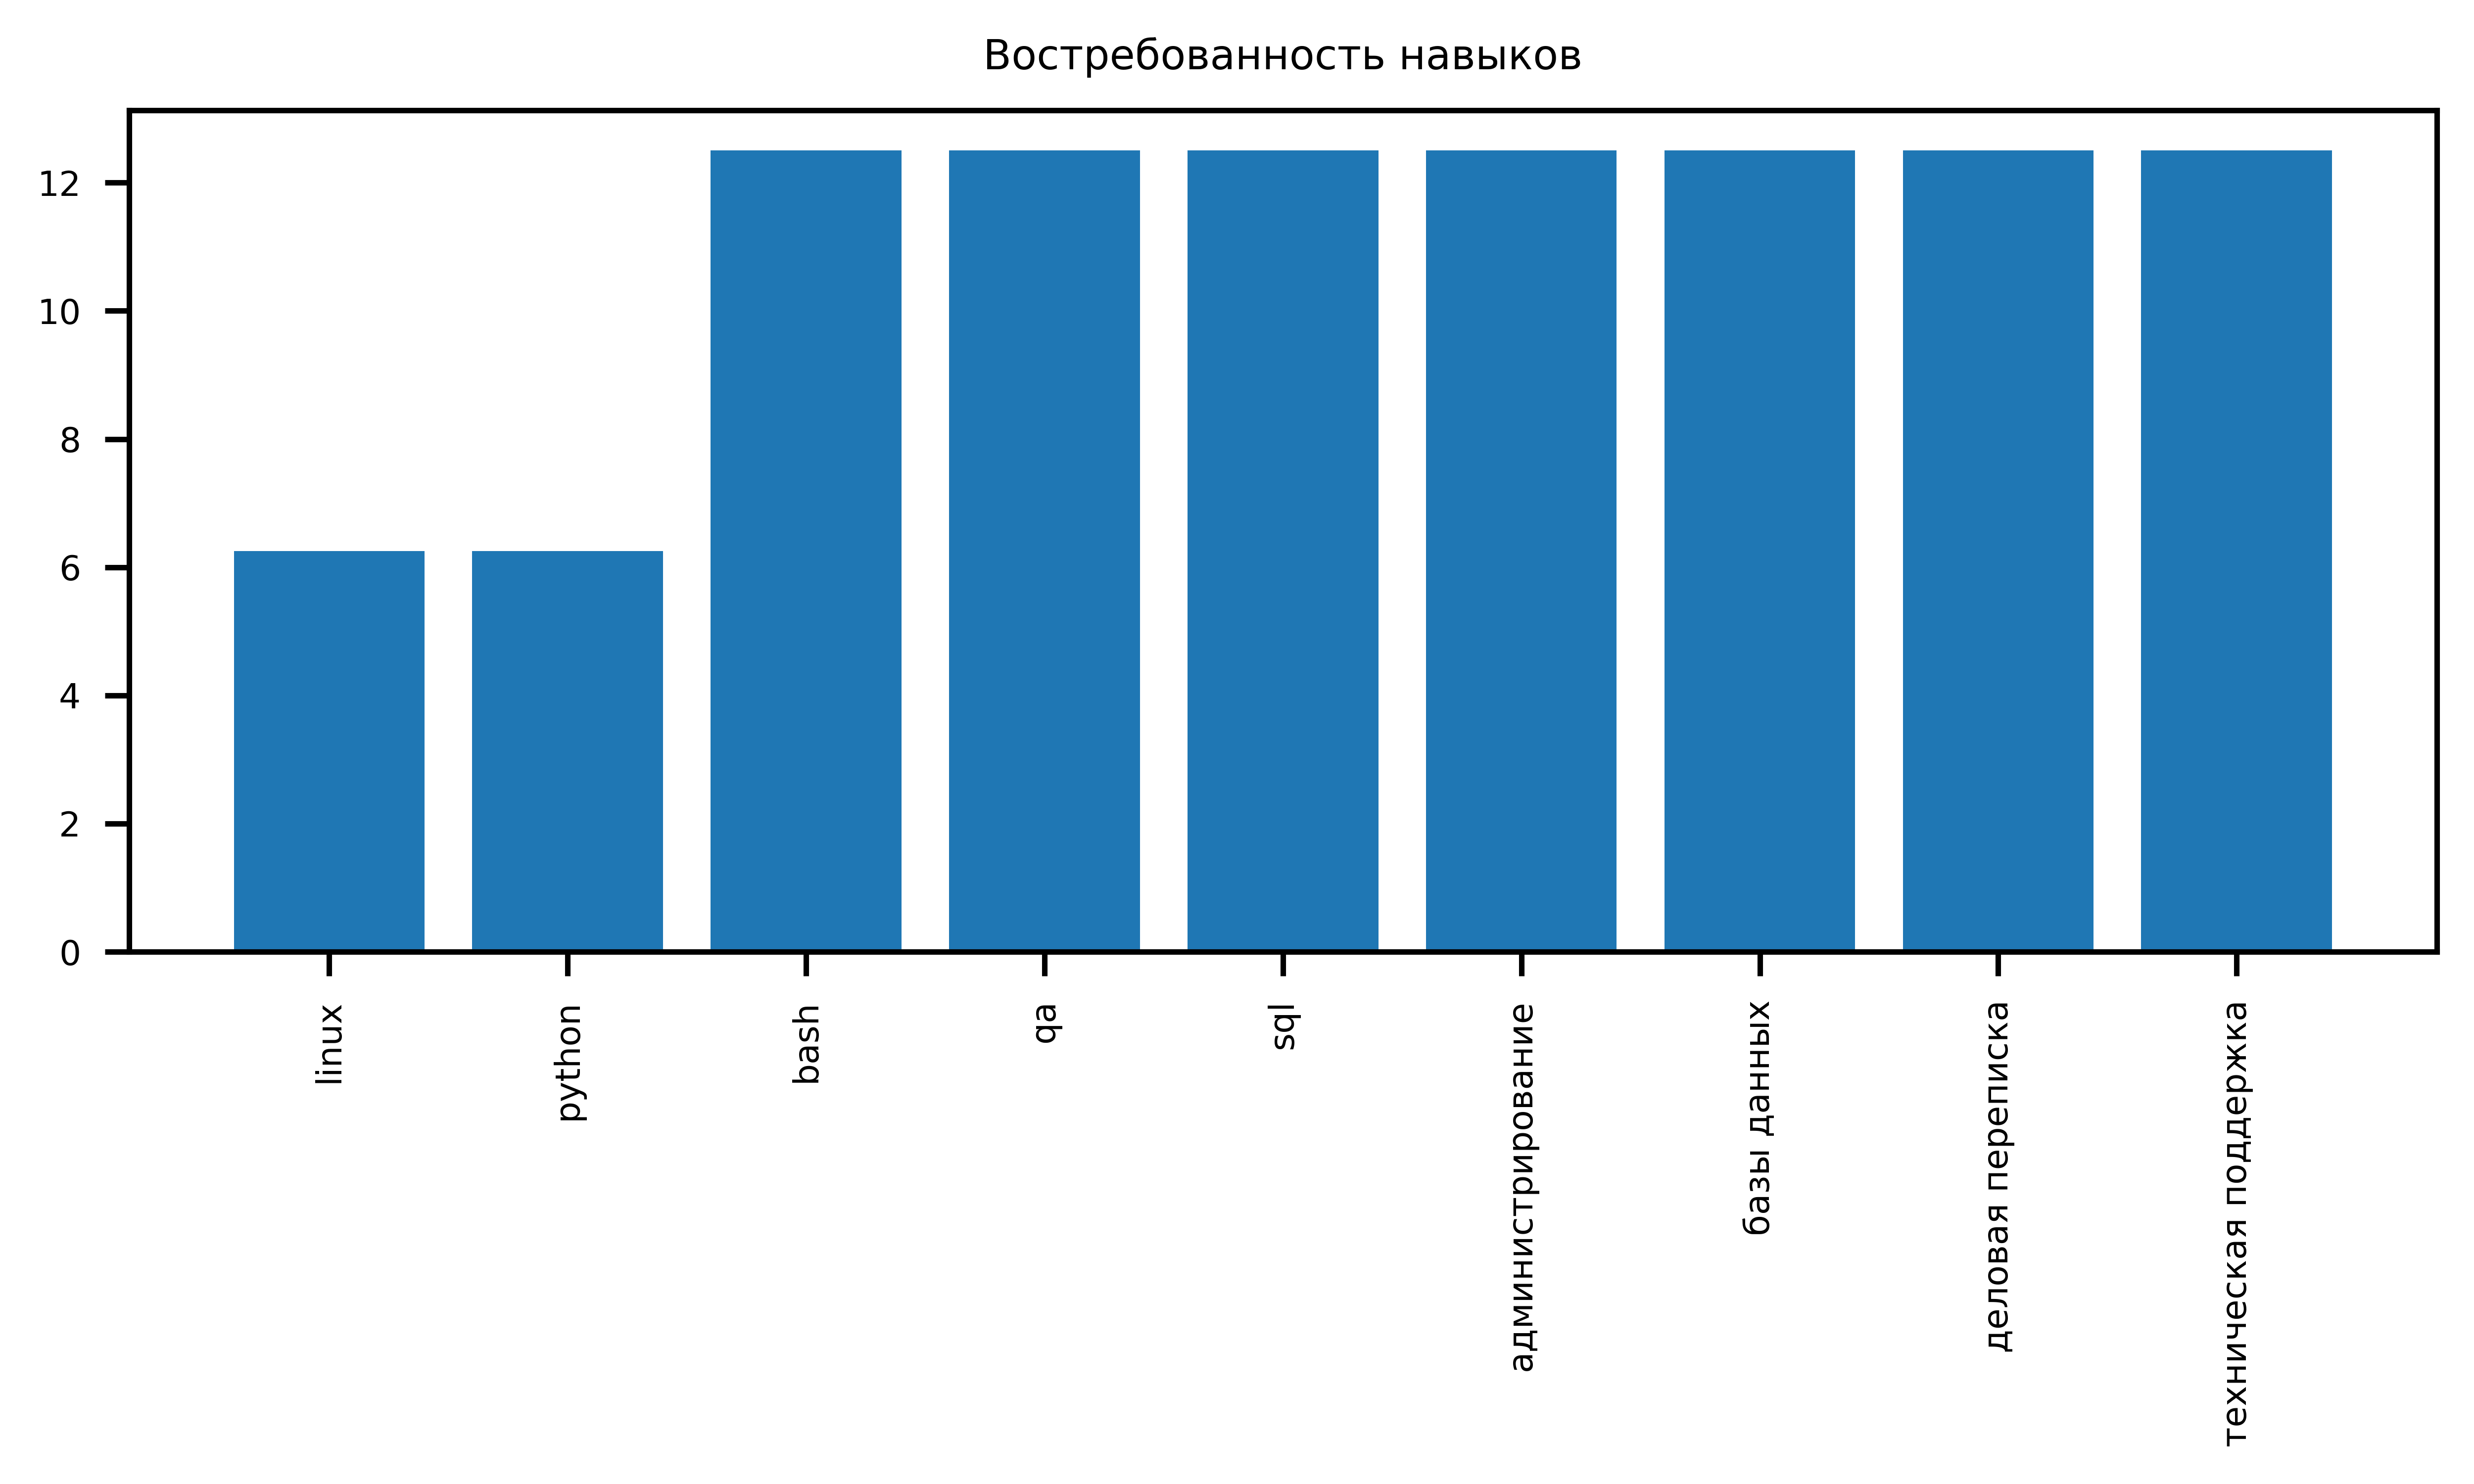 Востребованность навыков
12
10
8
6
4
2
0
linux
python
bash
qa
sql
администрирование
базы данных
деловая переписка
техническая поддержка